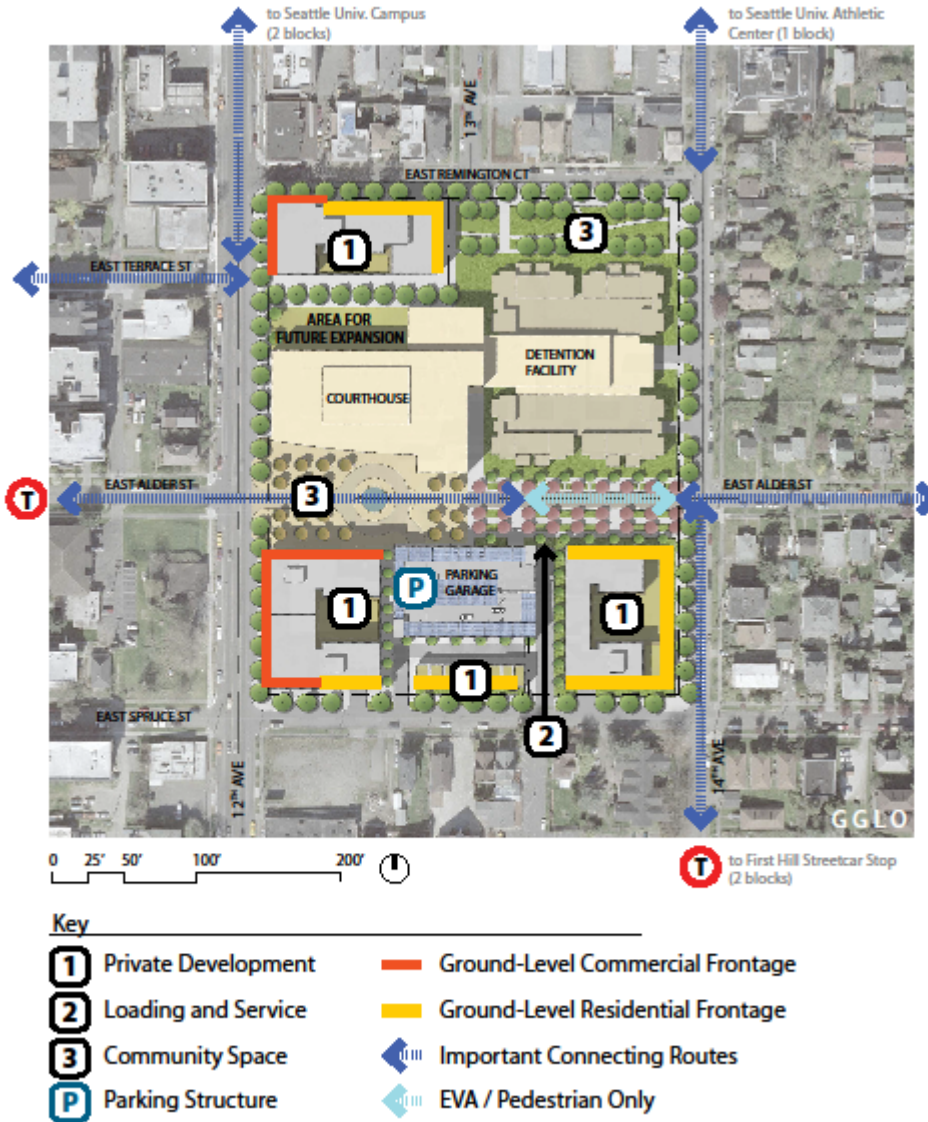 to Seattle Univ. Campus
(2 blocks)
to Seattle Univ. Athletic
Center (1 block)
13TH AVE
EAST REMINGTON CT
3
1
EAST TERRACE ST
AREA FOR
FUTURE EXPANSION
DETENTION
FACILITY
COURTHOUSE
T
EAST ALDER ST
3
EAST ALDER ST
P
PARKING
GARAGE
1
1
1
2
EAST SPRUCE ST
12TH AVE
14TH AVE
GGLO
0 25' 50' 100' 200'
T
to First Hill Streetcar Stop
(2 blocks)
Key
1 Private Development
Ground-Level Commercial Frontage
2 Loading and Service
Ground-Level Residential Frontage
3 Community Space
Important Connecting Routes
P Parking Structure
EVA / Pedestrian Only